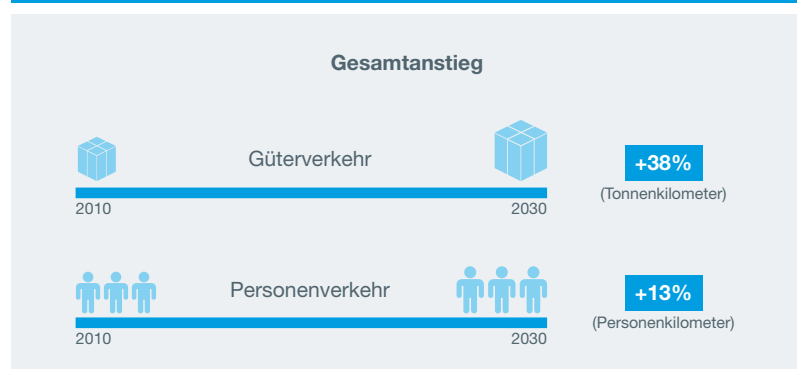 Gesamtanstieg
Güterverkehr
+38%
(Tonnenkilometer)
2010
2030
Personenverkehr
+13%
(Personenkilometer)
2010
2030